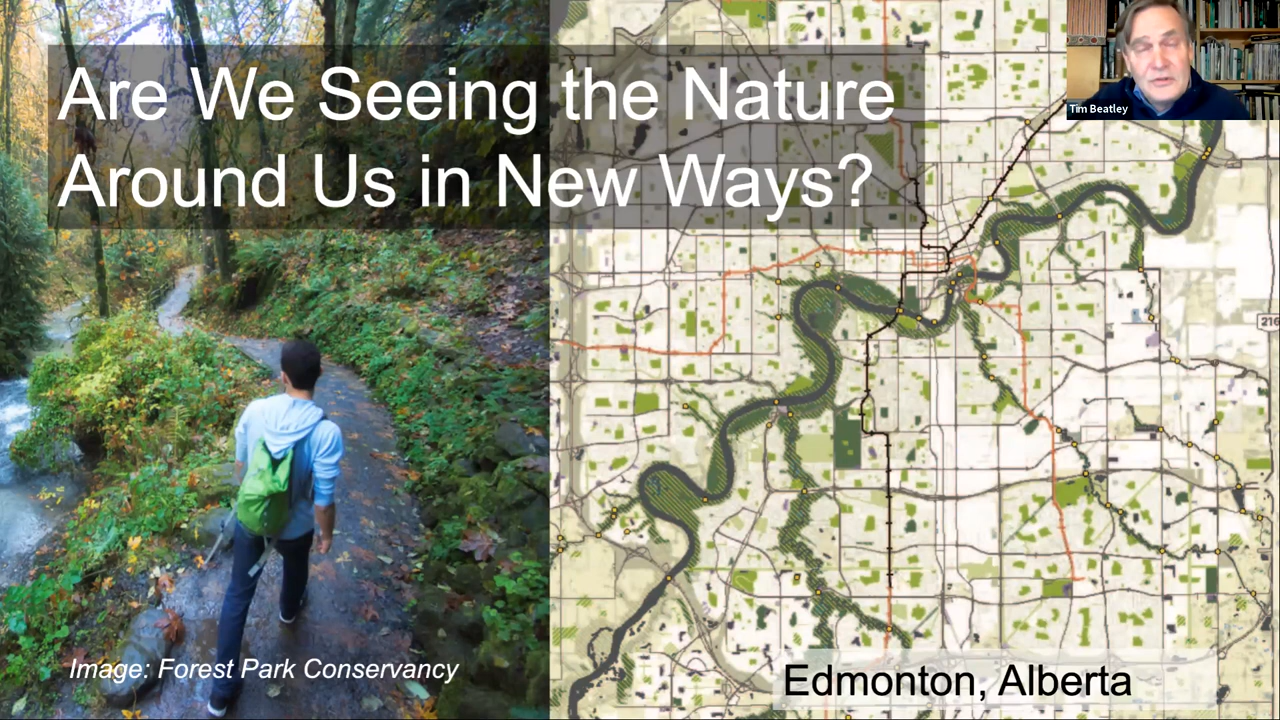 Are We Seeing the Nature
Around Us in New Ways?
Tim Beatley
216
Image: Forest Park Conservancy
Edmonton, Alberta